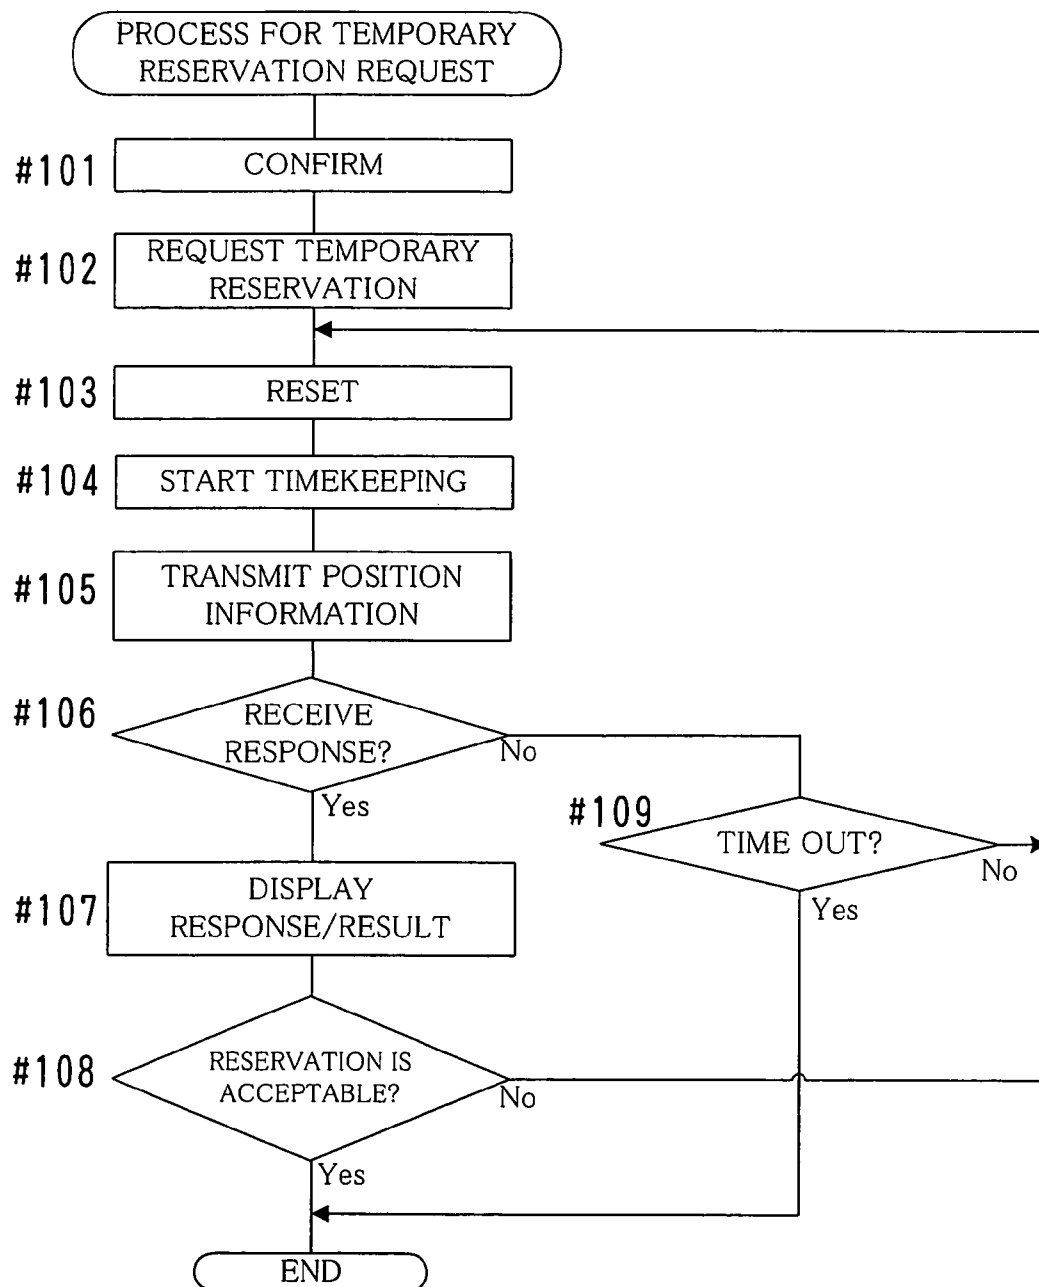 PROCESS FOR TEMPORARY
RESERVATION REQUEST
#101
CONFIRM
#102
REQUEST TEMPORARY
RESERVATION
#103
RESET
#104
START TIMEKEEPING
#105
TRANSMIT POSITION
INFORMATION
#106
RECEIVE
RESPONSE?
No
Yes
#109
TIME OUT?
No
Yes
#107
DISPLAY
RESPONSE/RESULT
#108
RESERVATION IS
ACCEPTABLE?
No
Yes
END